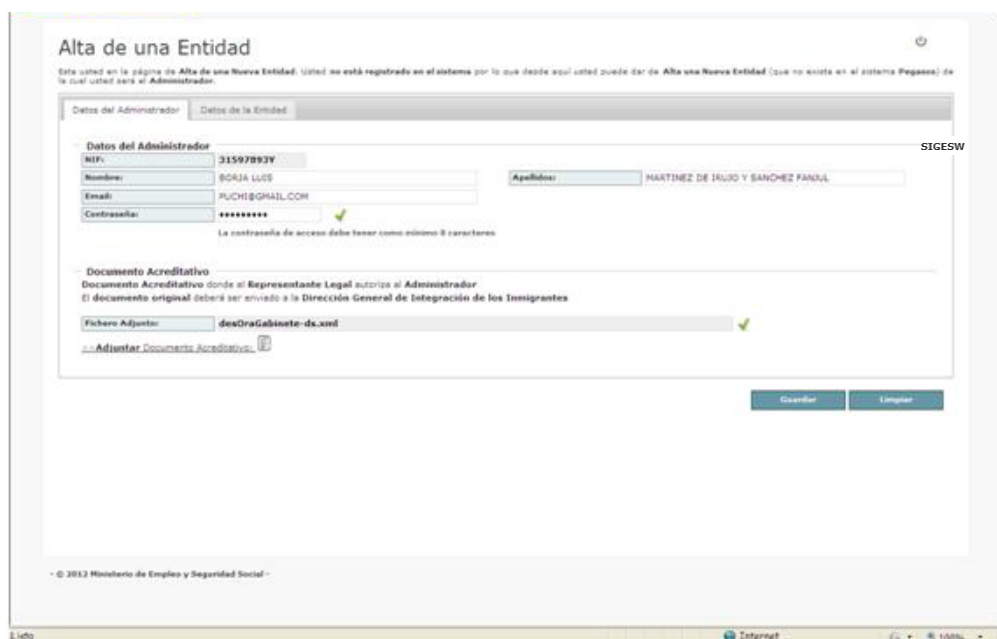 Alta de una Entidad
Esta usted en la página de Alta de una Nueva Entidad. Usted no está registrado en el sistema por lo que desde aquí usted puede dar de Alta una Nueva Entidad (que no exista en el sistema Pegasos) de
la cual usted será el Administrador.
Datos del Administrador Datos de la Entidad
Datos del Administrador
SIGESW
NIF: 31597893Y
Nombre: BORJA LUIS Apellidos: MARTINEZ DE IRUJO Y SANCHEZ FANJUL
Email: PUCHI@GMAIL.COM
Contraseña: •••••••••
La contraseña de acceso debe tener como mínimo 8 caracteres
Documento Acreditativo
Documento Acreditativo donde el Representante Legal autoriza al Administrador
El documento original deberá ser enviado a la Dirección General de Integración de los Inmigrantes
Fichero Adjunto: desOraGabinete-ds.xml
Adjuntar Documento Acreditativo:
Guardar Limpiar
- © 2012 Ministerio de Empleo y Seguridad Social -
Listo Internet 100%